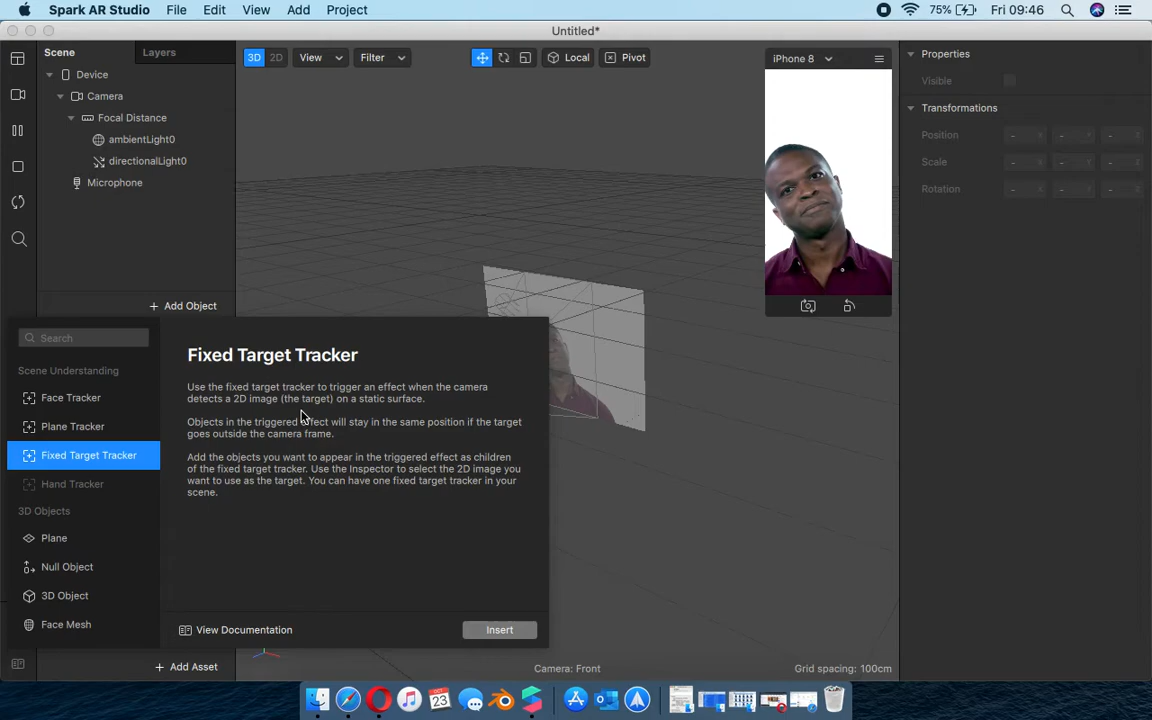 Spark AR Studio File Edit View Add Object Project 75% Fri 09:46
Untitled*
Scene Layers
3D 2D View Filter Local Pivot
iPhone 8
Properties
Visible
Transformations
Position - X - Y - Z
Scale - X - Y - Z
Rotation - X - Y - Z
Device
Camera
Focal Distance
ambientLight0
directionalLight0
Microphone
+ Add Object
Search
Scene Understanding
Face Tracker
Plane Tracker
Fixed Target Tracker
Hand Tracker
3D Objects
Plane
Null Object
3D Object
Face Mesh
Fixed Target Tracker
Use the fixed target tracker to trigger an effect when the camera
detects a 2D image (the target) on a static surface.
Objects in the triggered effect will stay in the same position if the target
goes outside the camera frame.
Add the objects you want to appear in the triggered effect as children
of the fixed target tracker. Use the Inspector to select the 2D image you
want to use as the target. You can have one fixed target tracker in your
scene.
View Documentation Insert
+ Add Asset
Camera: Front
Grid spacing: 100cm
OCT
23